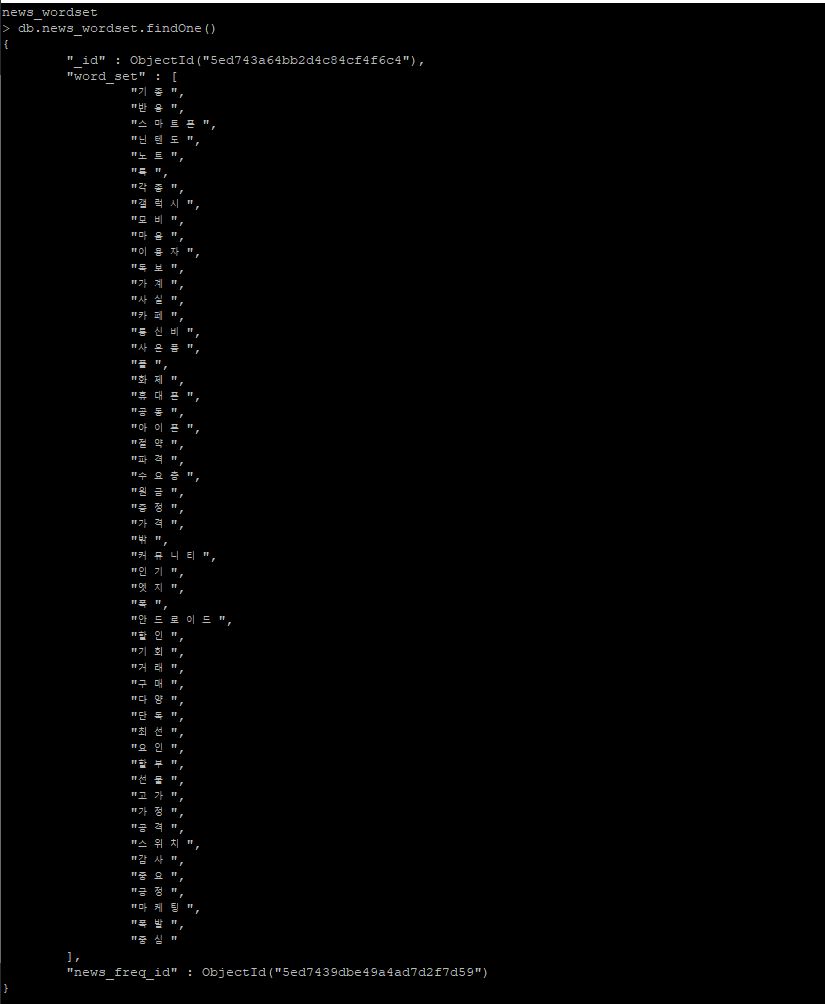 news_wordset
> db.news_wordset.findOne()
{
"_id" : ObjectId("5ed743a64bb2d4c84cf4f6c4"),
"word_set" : [
"기종",
"반응",
"스마트폰",
"닌텐도",
"노트",
"특",
"각종",
"갤럭시",
"모비",
"마음",
"이용자",
"독보",
"가계",
"사실",
"카페",
"통신비",
"사은품",
"플",
"화제",
"휴대폰",
"공동",
"아이폰",
"절약",
"파격",
"수요층",
"원금",
"증정",
"가격",
"밖",
"커뮤니티",
"인기",
"엣지",
"폭",
"안드로이드",
"할인",
"기회",
"거래",
"구매",
"다양",
"단독",
"최선",
"요인",
"할부",
"선물",
"고가",
"가정",
"공격",
"스위치",
"감사",
"중요",
"긍정",
"마케팅",
"폭발",
"중심"
],
"news_freq_id" : ObjectId("5ed7439dbe49a4ad7d2f7d59")
}